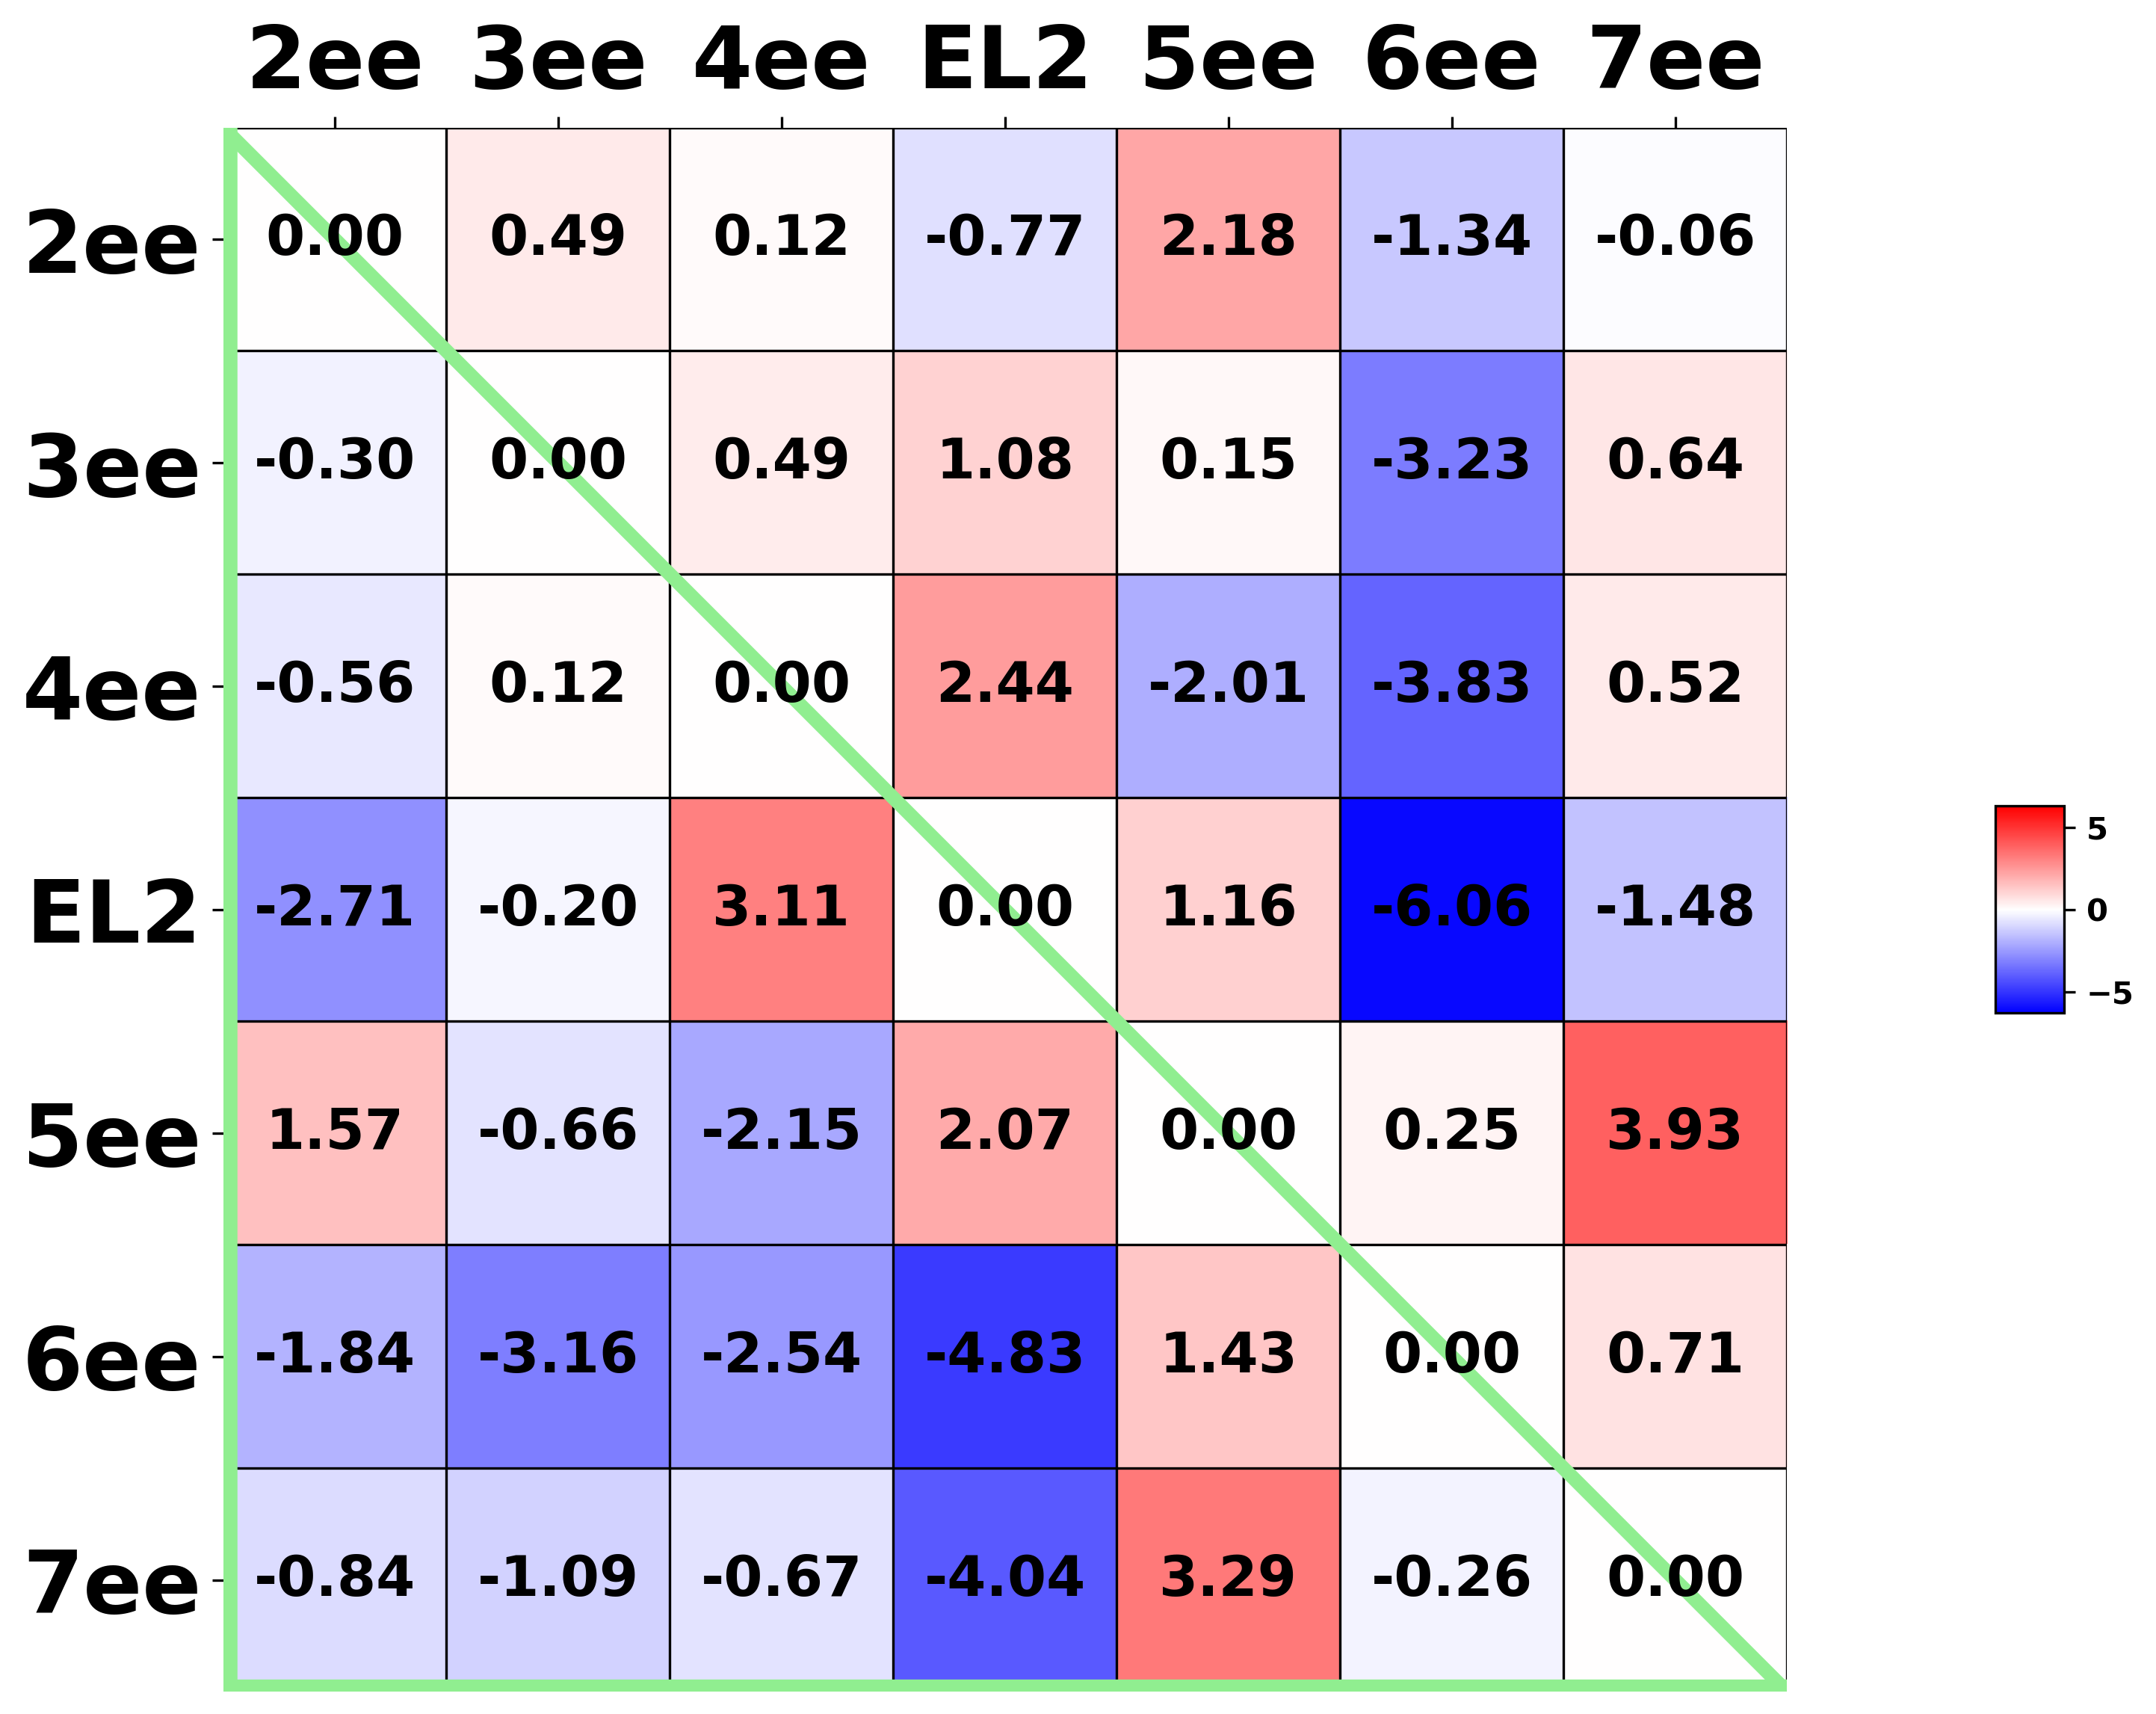 2ee 3ee 4ee EL2 5ee 6ee 7ee
2ee 0.00 0.49 0.12 -0.77 2.18 -1.34 -0.06
3ee -0.30 0.00 0.49 1.08 0.15 -3.23 0.64
4ee -0.56 0.12 0.00 2.44 -2.01 -3.83 0.52
EL2 -2.71 -0.20 3.11 0.00 1.16 -6.06 -1.48
5ee 1.57 -0.66 -2.15 2.07 0.00 0.25 3.93
6ee -1.84 -3.16 -2.54 -4.83 1.43 0.00 0.71
7ee -0.84 -1.09 -0.67 -4.04 3.29 -0.26 0.00
5
0
−5